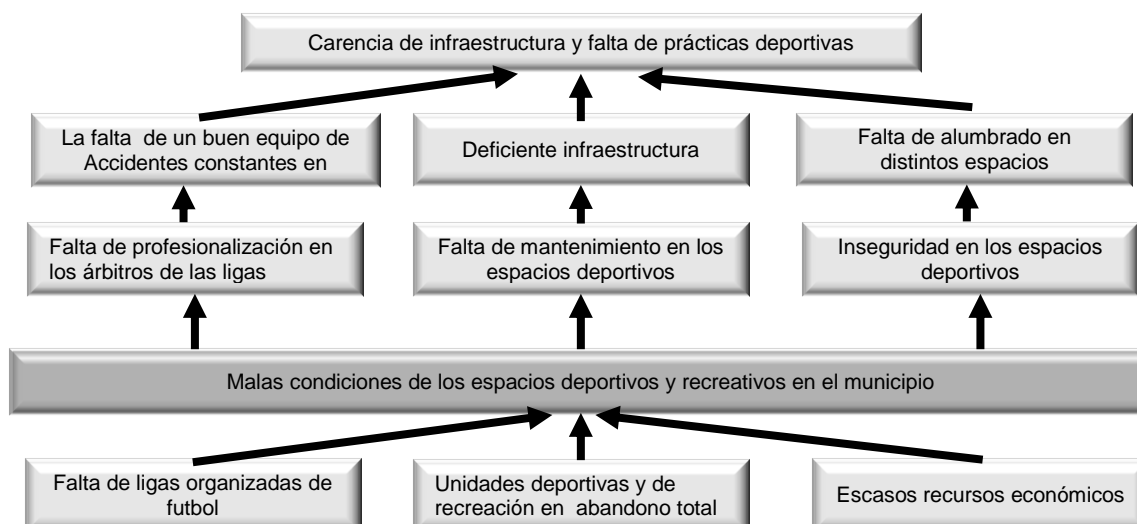 Carencia de infraestructura y falta de prácticas deportivas
La falta de un buen equipo de
Accidentes constantes en
Deficiente infraestructura
Falta de alumbrado en
distintos espacios
Falta de profesionalización en
los árbitros de las ligas
Falta de mantenimiento en los
espacios deportivos
Inseguridad en los espacios
deportivos
Malas condiciones de los espacios deportivos y recreativos en el municipio
Falta de ligas organizadas de
futbol
Unidades deportivas y de
recreación en abandono total
Escasos recursos económicos